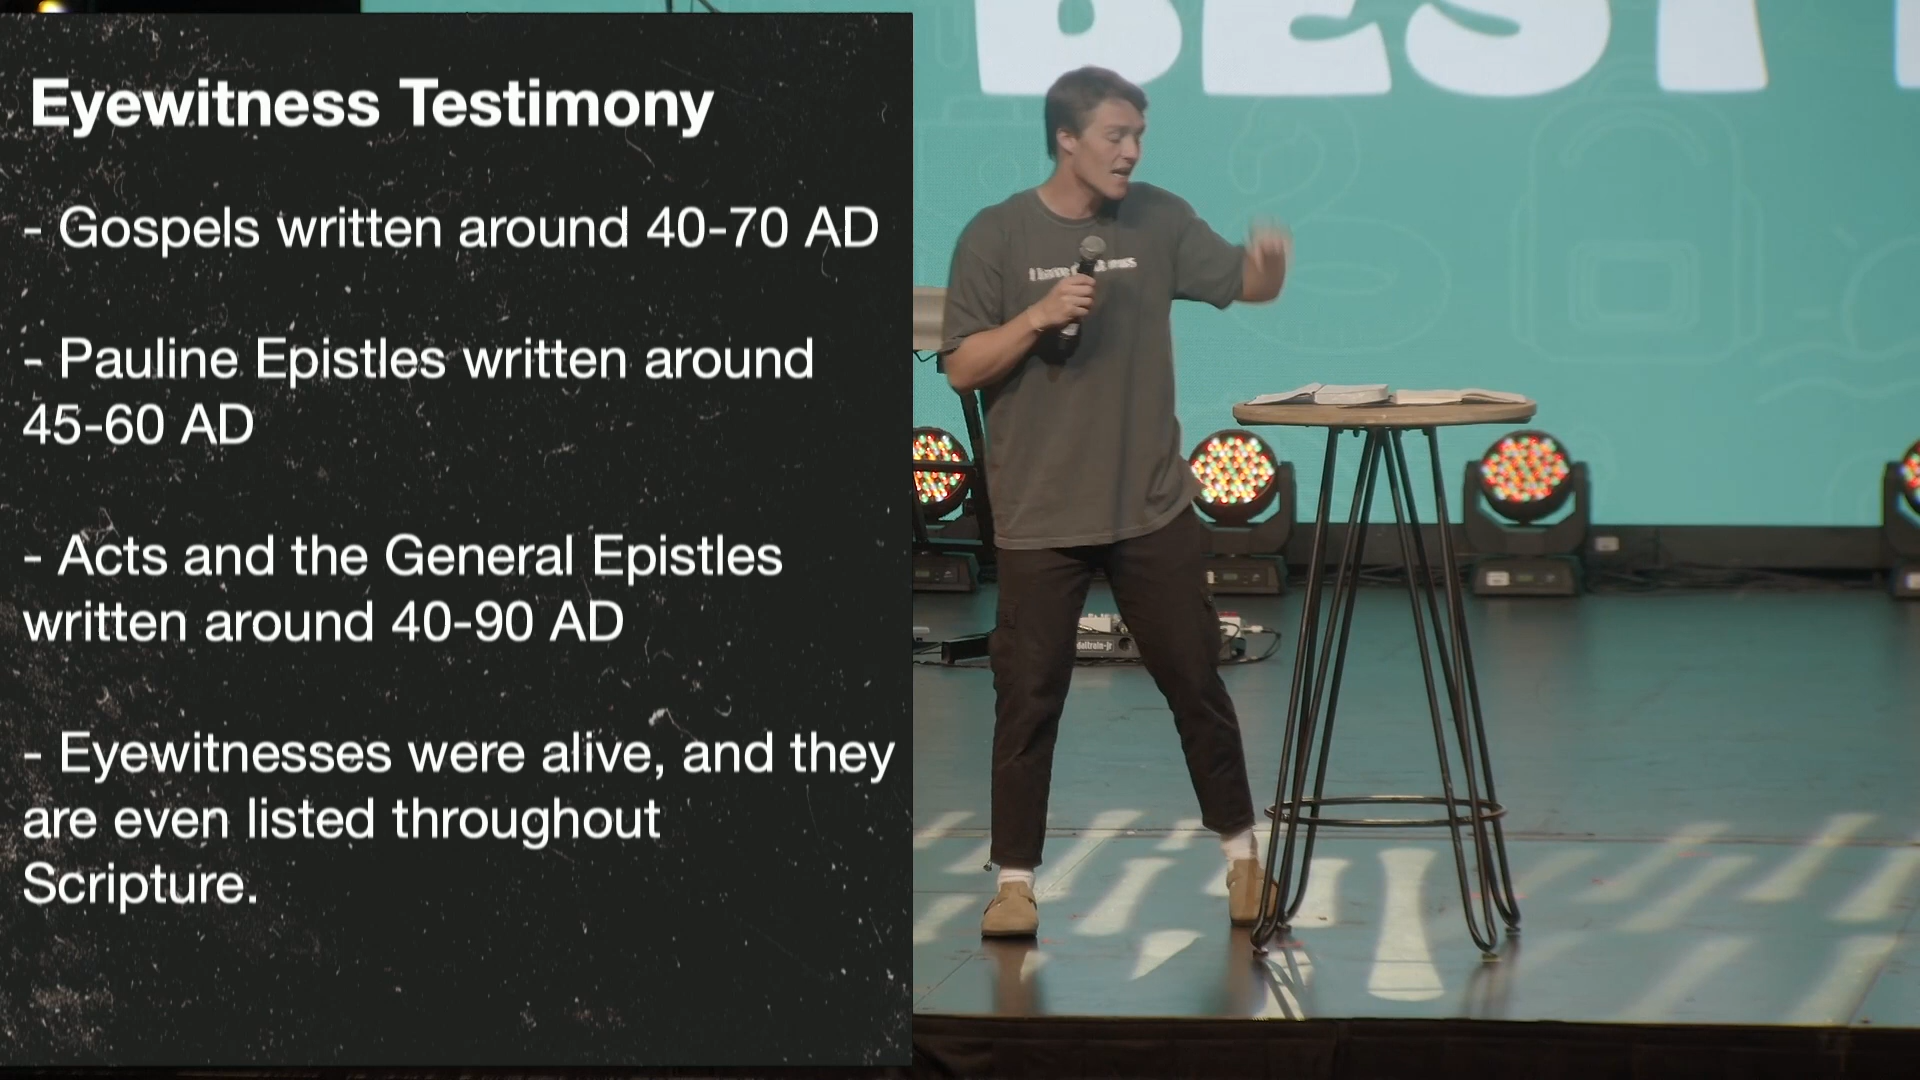 BEST
Eyewitness Testimony
- Gospels written around 40-70 AD
- Pauline Epistles written around
45-60 AD
- Acts and the General Epistles
written around 40-90 AD
- Eyewitnesses were alive, and they
are even listed throughout
Scripture.